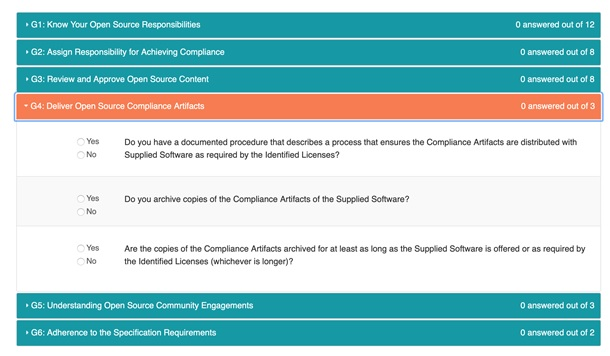 G1: Know Your Open Source Responsibilities 0 answered out of 12
G2: Assign Responsibility for Achieving Compliance 0 answered out of 8
G3: Review and Approve Open Source Content 0 answered out of 8
G4: Deliver Open Source Compliance Artifacts 0 answered out of 3
Yes Do you have a documented procedure that describes a process that ensures the Compliance Artifacts are distributed with
No Supplied Software as required by the Identified Licenses?
Yes Do you archive copies of the Compliance Artifacts of the Supplied Software?
No
Yes Are the copies of the Compliance Artifacts archived for at least as long as the Supplied Software is offered or as required by
No the Identified Licenses (whichever is longer)?
G5: Understanding Open Source Community Engagements 0 answered out of 3
G6: Adherence to the Specification Requirements 0 answered out of 2